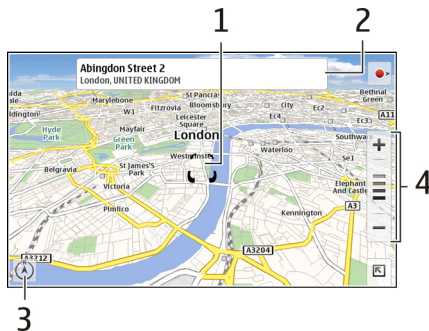 1
2
Abingdon Street 2
London, UNITED KINGDOM
St Pancras
Bethnal
Green
Marylebone
Fitzrovia
Bloomsbury
City
Ec2
W1
Ec4
Ec3
A11
Leicester
Square
Hyde
Park
Mayfair
Green
Park
London
Southwa
Westminster
Waterloo
Se1
Belgravia
St James's
Park
Victoria
Elephant
And Castle
4
Pimlico
Kennington
A3
A3212
A3204
3